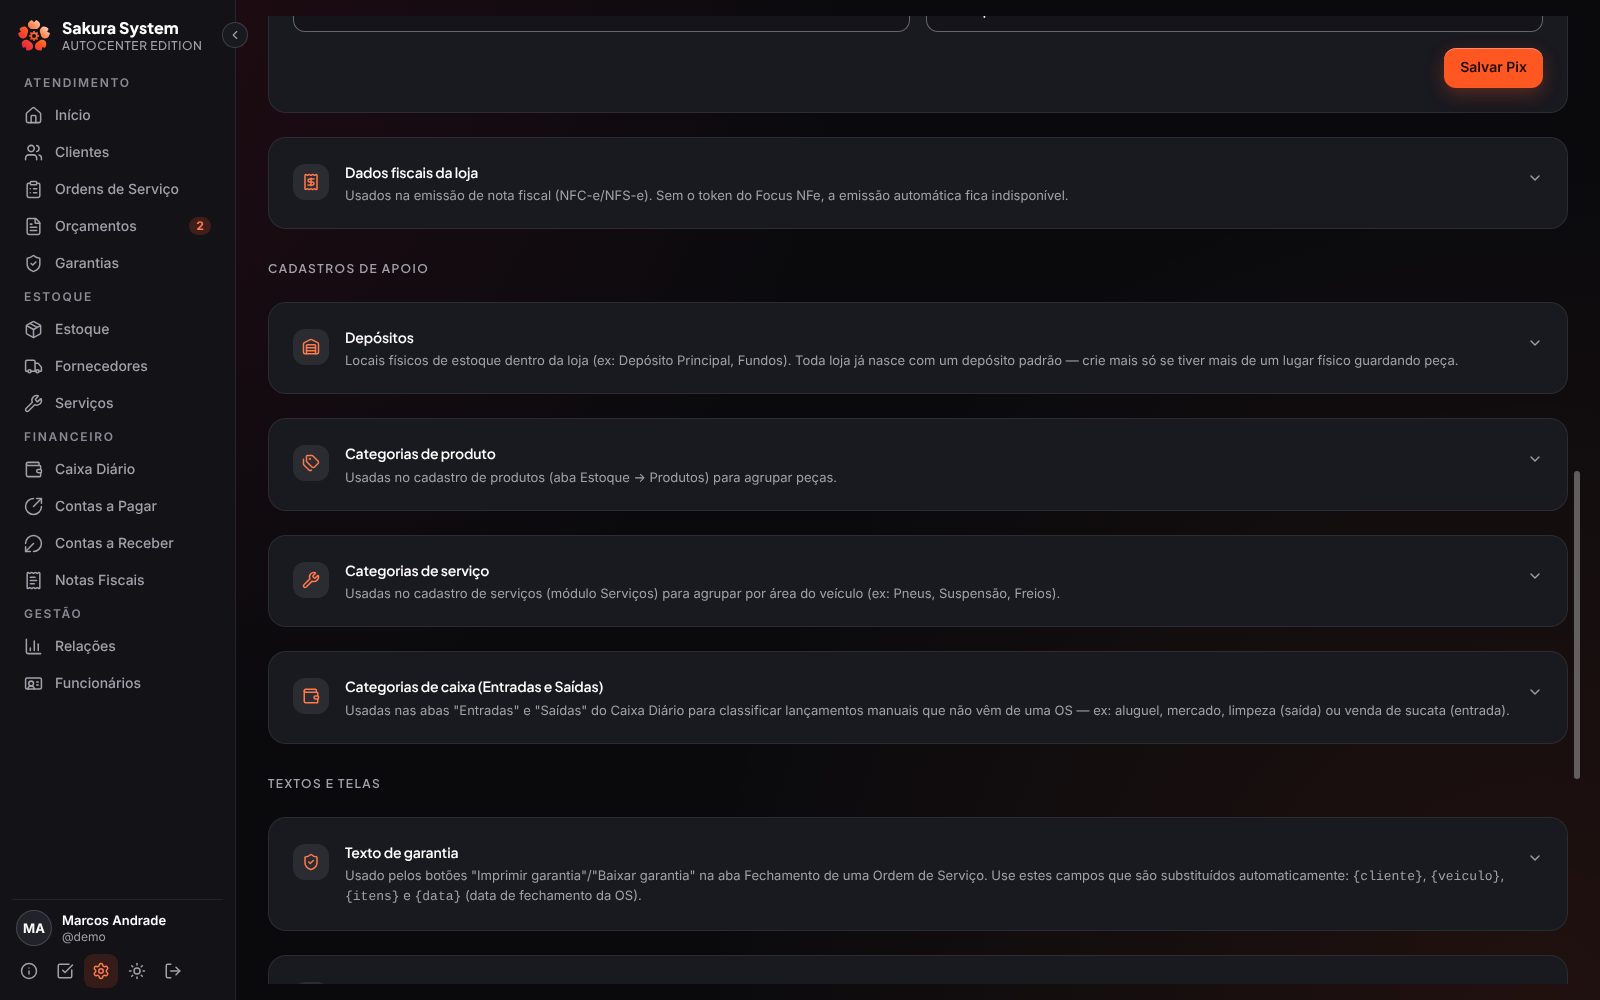 Sakura System
AUTOCENTER EDITION
ATENDIMENTO
Início
Clientes
Ordens de Serviço
Orçamentos
2
Garantias
ESTOQUE
Estoque
Fornecedores
Serviços
FINANCEIRO
Caixa Diário
Contas a Pagar
Contas a Receber
Notas Fiscais
GESTÃO
Relações
Funcionários
MA
Marcos Andrade
@demo
Salvar Pix
Dados fiscais da loja
Usados na emissão de nota fiscal (NFC-e/NFS-e). Sem o token do Focus NFe, a emissão automática fica indisponível.
CADASTROS DE APOIO
Depósitos
Locais físicos de estoque dentro da loja (ex: Depósito Principal, Fundos). Toda loja já nasce com um depósito padrão — crie mais só se tiver mais de um lugar físico guardando peça.
Categorias de produto
Usadas no cadastro de produtos (aba Estoque → Produtos) para agrupar peças.
Categorias de serviço
Usadas no cadastro de serviços (módulo Serviços) para agrupar por área do veículo (ex: Pneus, Suspensão, Freios).
Categorias de caixa (Entradas e Saídas)
Usadas nas abas "Entradas" e "Saídas" do Caixa Diário para classificar lançamentos manuais que não vêm de uma OS — ex: aluguel, mercado, limpeza (saída) ou venda de sucata (entrada).
TEXTOS E TELAS
Texto de garantia
Usado pelos botões "Imprimir garantia"/"Baixar garantia" na aba Fechamento de uma Ordem de Serviço. Use estes campos que são substituídos automaticamente: {cliente}, {veiculo},
{itens} e {data} (data de fechamento da OS).